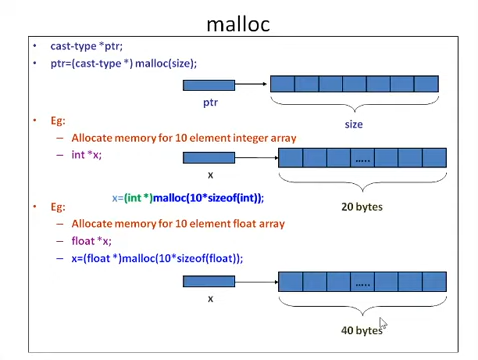 malloc
• cast-type *ptr;
• ptr=(cast-type *) malloc(size);
ptr
size
• Eg:
– Allocate memory for 10 element integer array
– int *x;
.....
x
x=(int *)malloc(10*sizeof(int));
20 bytes
• Eg:
– Allocate memory for 10 element float array
– float *x;
– x=(float *)malloc(10*sizeof(float));
.....
x
40 bytes